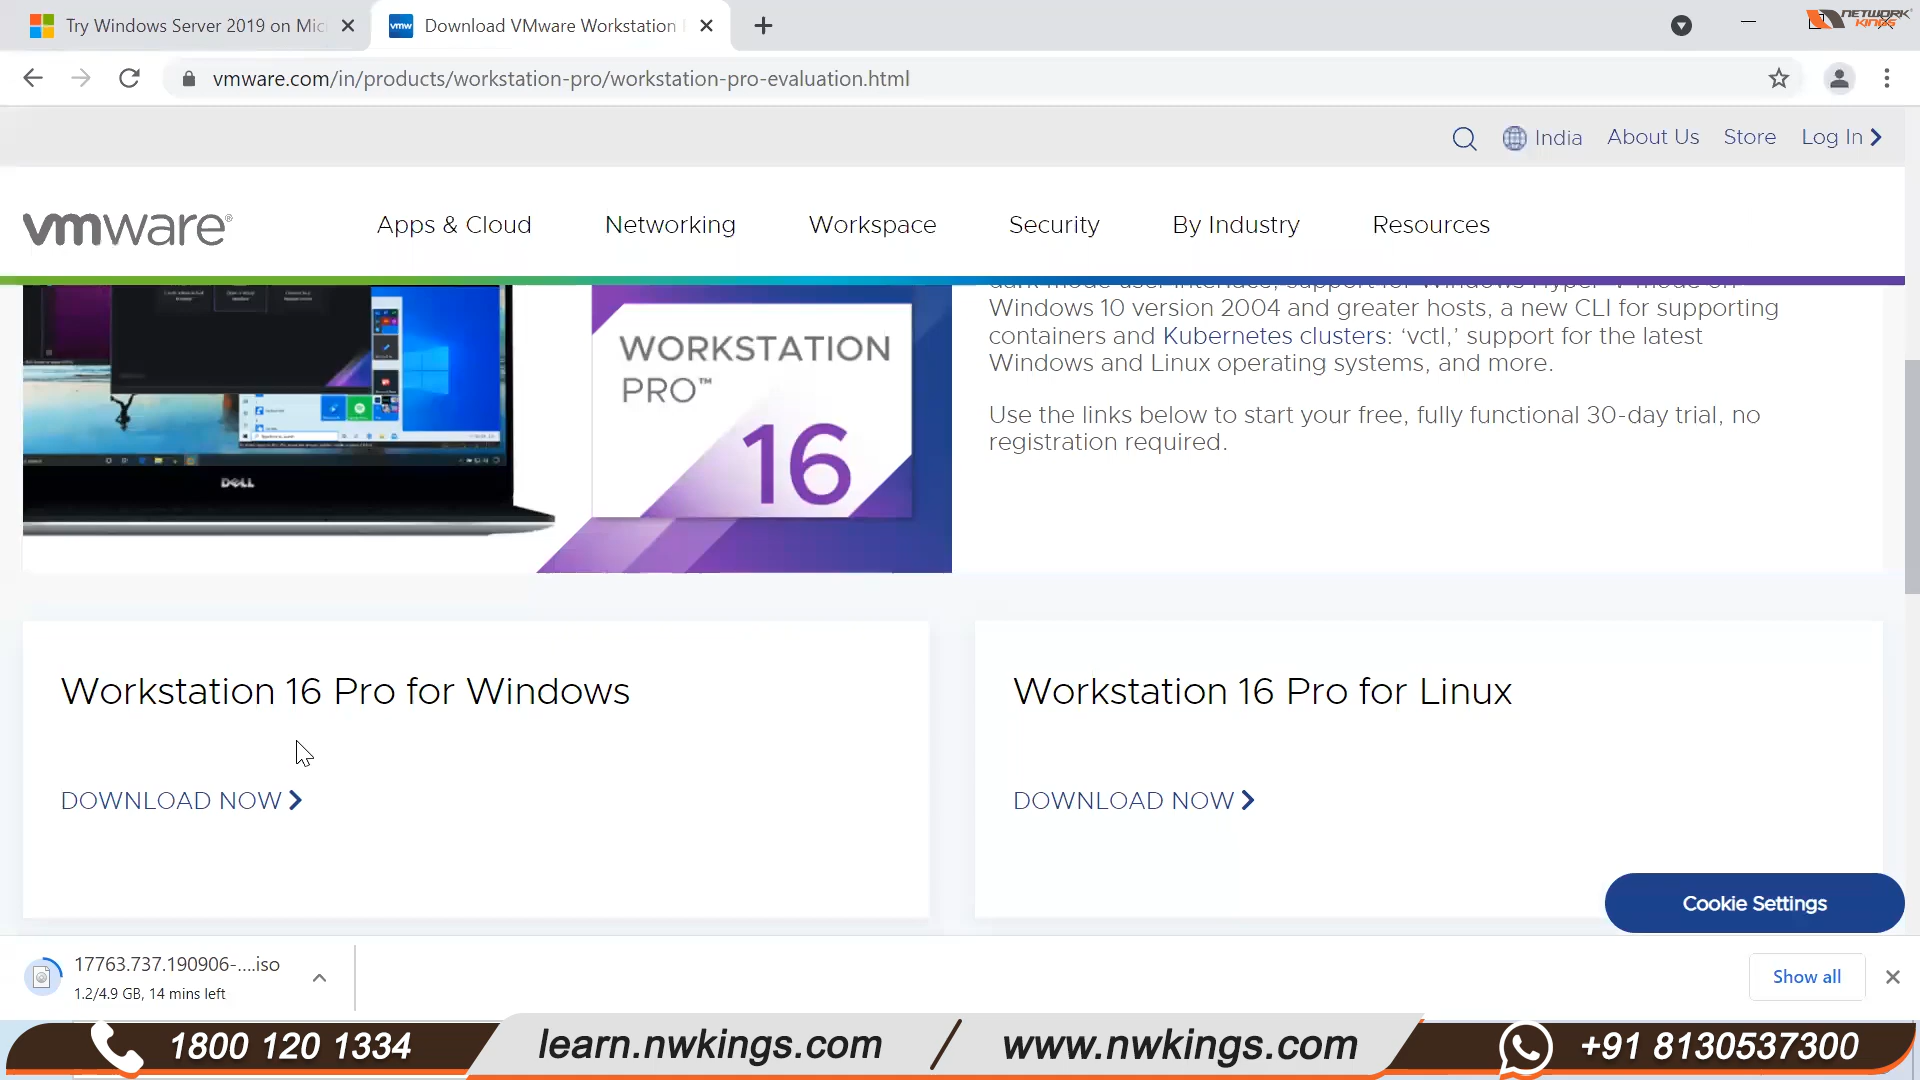 Try Windows Server 2019 on Mic
Download VMware Workstation
NETWORK
KINGS
vmware.com/in/products/workstation-pro/workstation-pro-evaluation.html
India
About Us
Store
Log In
vmware®
Apps & Cloud
Networking
Workspace
Security
By Industry
Resources
Windows 10 version 2004 and greater hosts, a new CLI for supporting
containers and Kubernetes clusters: ‘vctl,’ support for the latest
Windows and Linux operating systems, and more.
Use the links below to start your free, fully functional 30-day trial, no
registration required.
WORKSTATION
PRO™
16
DELL
Workstation 16 Pro for Windows
DOWNLOAD NOW
Workstation 16 Pro for Linux
DOWNLOAD NOW
Cookie Settings
17763.737.190906-....iso
1.2/4.9 GB, 14 mins left
Show all
1800 120 1334
learn.nwkings.com
/
www.nwkings.com
+91 8130537300